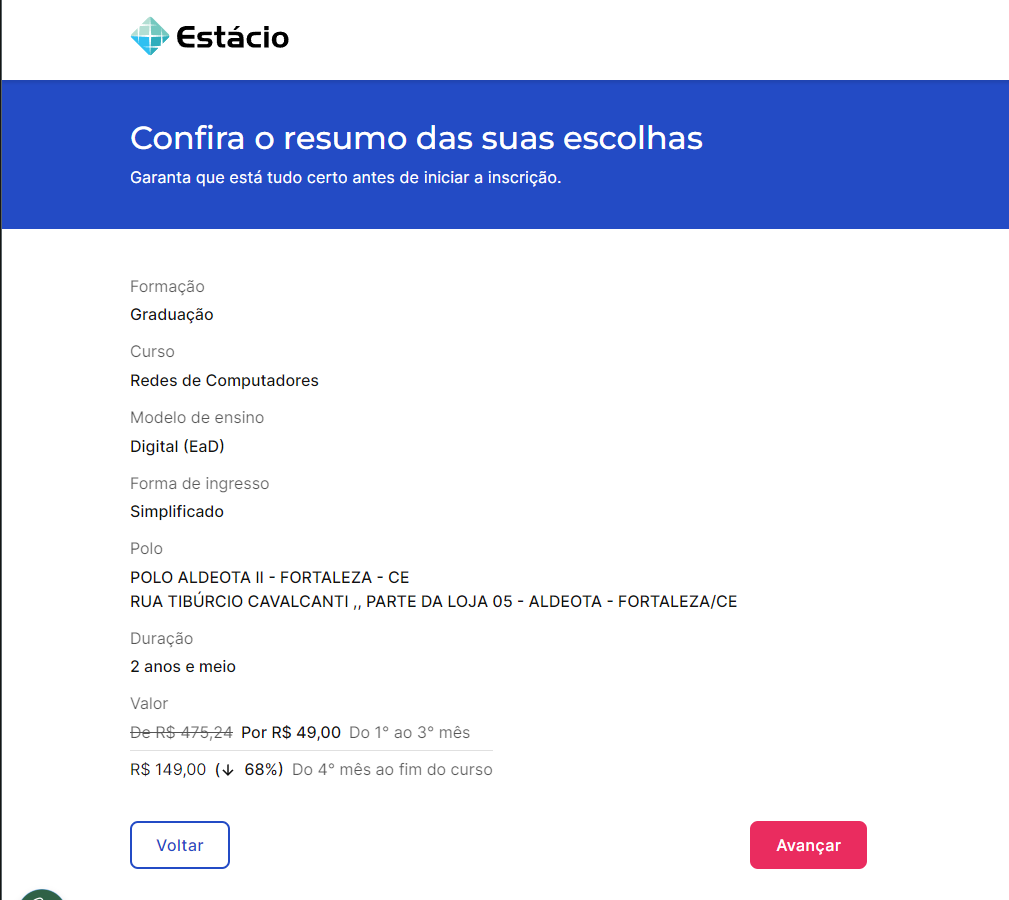 Estácio
Confira o resumo das suas escolhas
Garanta que está tudo certo antes de iniciar a inscrição.
Formação
Graduação
Curso
Redes de Computadores
Modelo de ensino
Digital (EaD)
Forma de ingresso
Simplificado
Polo
POLO ALDEOTA II - FORTALEZA - CE
RUA TIBÚRCIO CAVALCANTI ,, PARTE DA LOJA 05 - ALDEOTA - FORTALEZA/CE
Duração
2 anos e meio
Valor
De R$ 475,24 Por R$ 49,00 Do 1° ao 3° mês
R$ 149,00 (↓ 68%) Do 4° mês ao fim do curso
Voltar Avançar